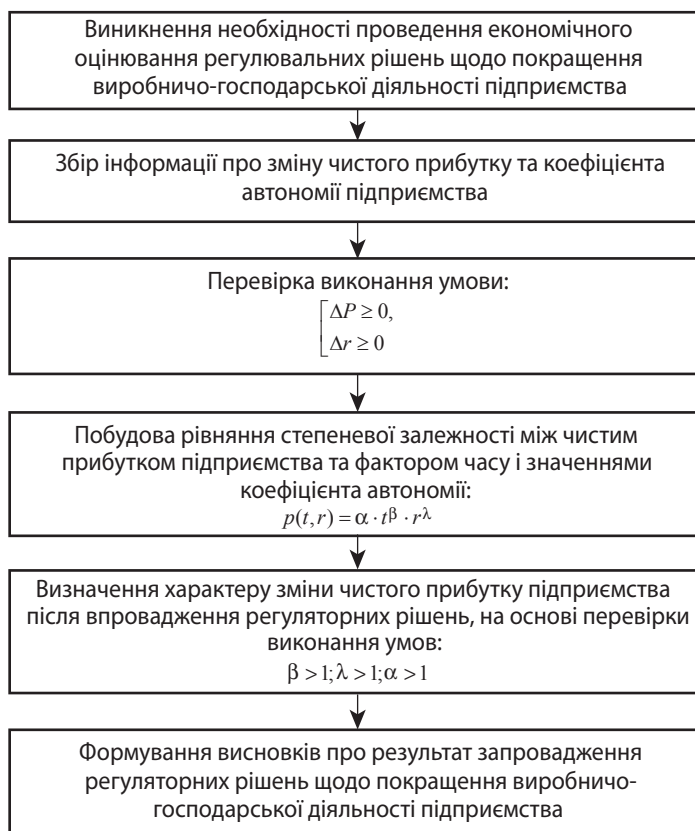 Виникнення необхідності проведення економічного
оцінювання регулювальних рішень щодо покращення
виробничо-господарської діяльності підприємства
Збір інформації про зміну чистого прибутку та коефіцієнта
автономії підприємства
Перевірка виконання умови:
ΔP ≥ 0,
Δr ≥ 0
Побудова рівняння степеневої залежності між чистим
прибутком підприємства та фактором часу і значеннями
коефіцієнта автономії:
p(t,r) = α · t^β · r^λ
Визначення характеру зміни чистого прибутку підприємства
після впровадження регуляторних рішень, на основі перевірки
виконання умов:
β > 1; λ > 1; α > 1
Формування висновків про результат запровадження
регуляторних рішень щодо покращення виробничо-
господарської діяльності підприємства